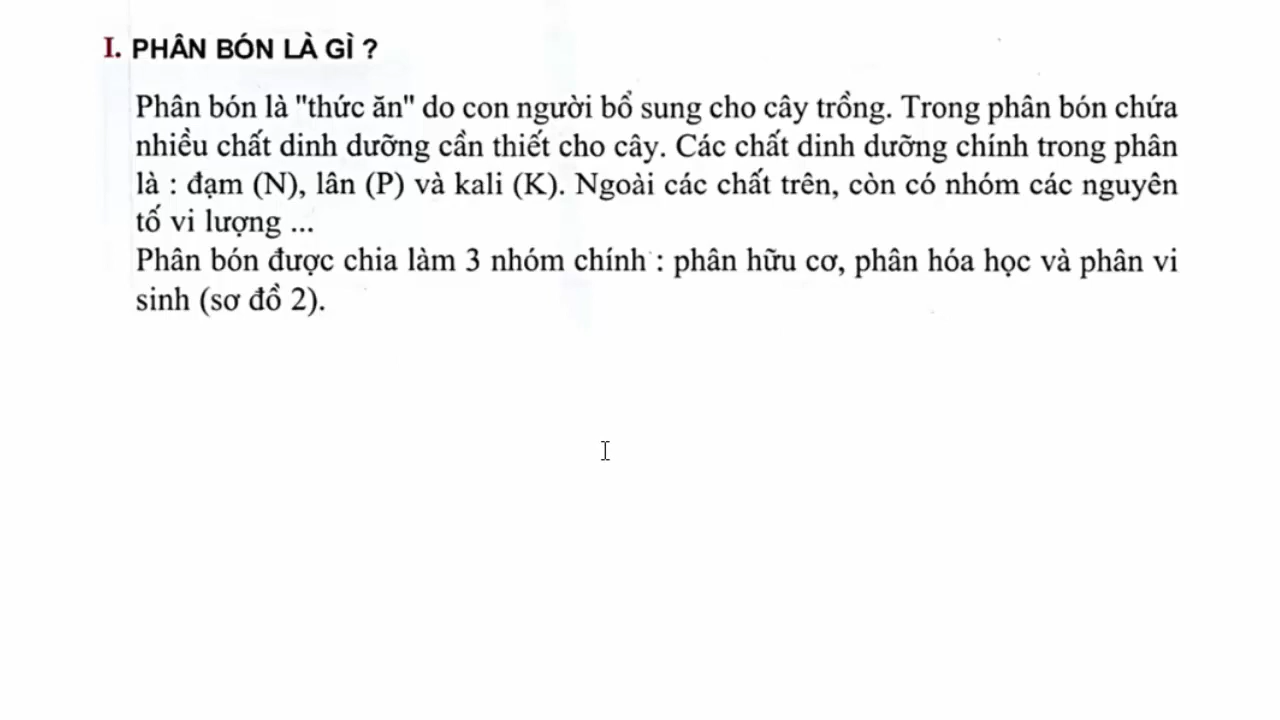 I. PHÂN BÓN LÀ GÌ ?
Phân bón là "thức ăn" do con người bổ sung cho cây trồng. Trong phân bón chứa
nhiều chất dinh dưỡng cần thiết cho cây. Các chất dinh dưỡng chính trong phân
là : đạm (N), lân (P) và kali (K). Ngoài các chất trên, còn có nhóm các nguyên
tố vi lượng ...
Phân bón được chia làm 3 nhóm chính : phân hữu cơ, phân hóa học và phân vi
sinh (sơ đồ 2).